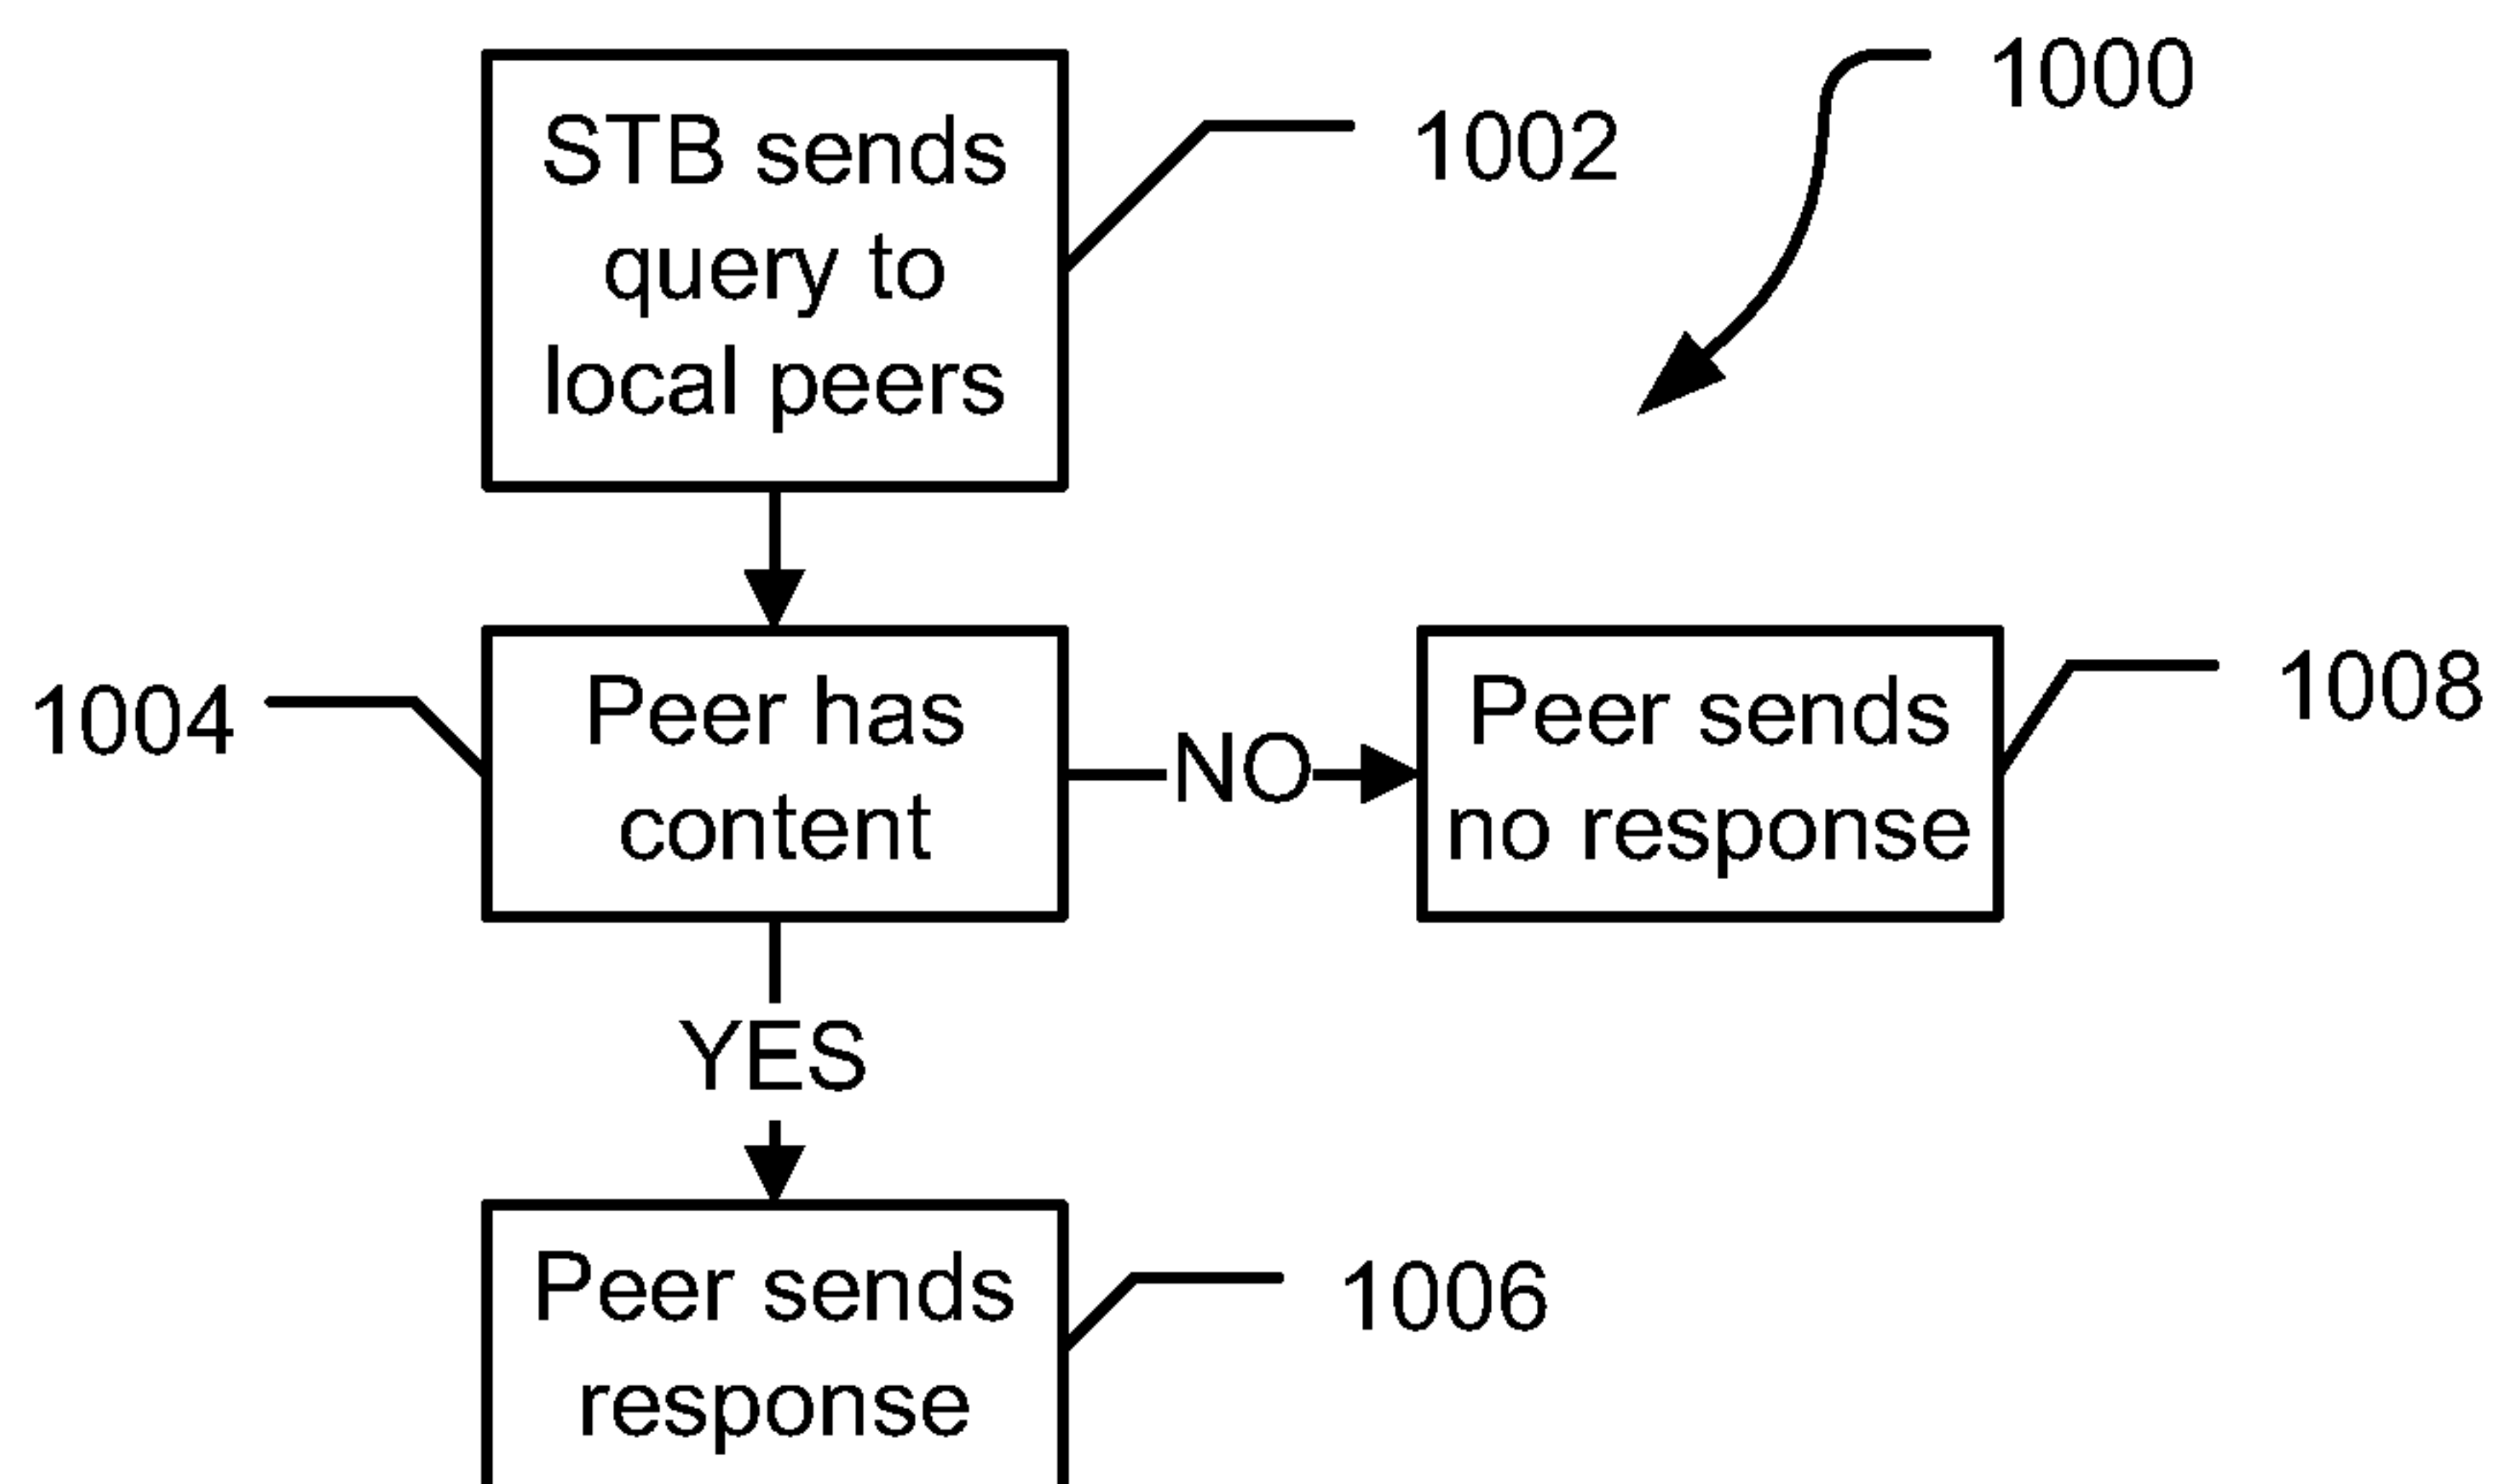 1000
STB sends
query to
local peers
1002
1004
Peer has
content
NO
Peer sends
no response
1008
YES
Peer sends
response
1006